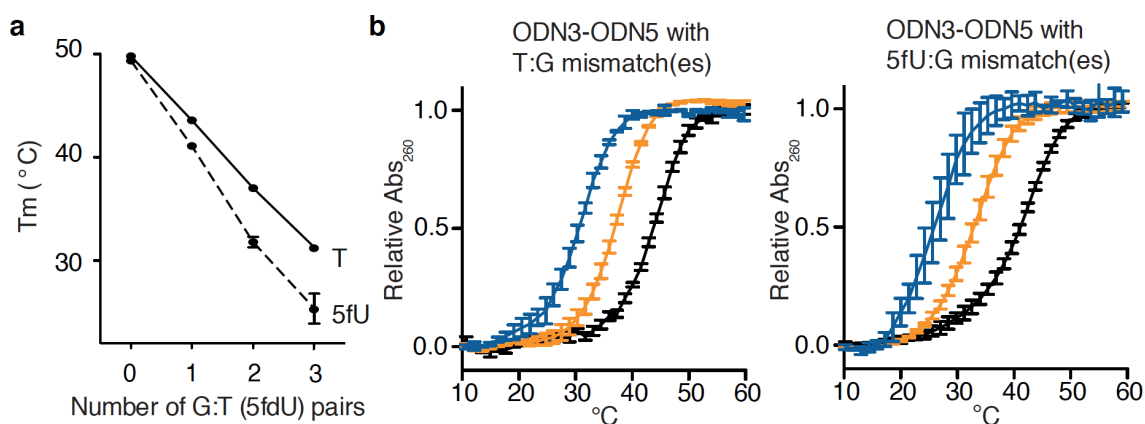 a
50
40
30
Tm ( °C)
T
5fU
0 1 2 3
Number of G:T (5fdU) pairs
b
ODN3-ODN5 with
T:G mismatch(es)
1.0
0.5
0.0
Relative Abs260
10 20 30 40 50 60
°C
ODN3-ODN5 with
5fU:G mismatch(es)
1.0
0.5
0.0
Relative Abs260
10 20 30 40 50 60
°C